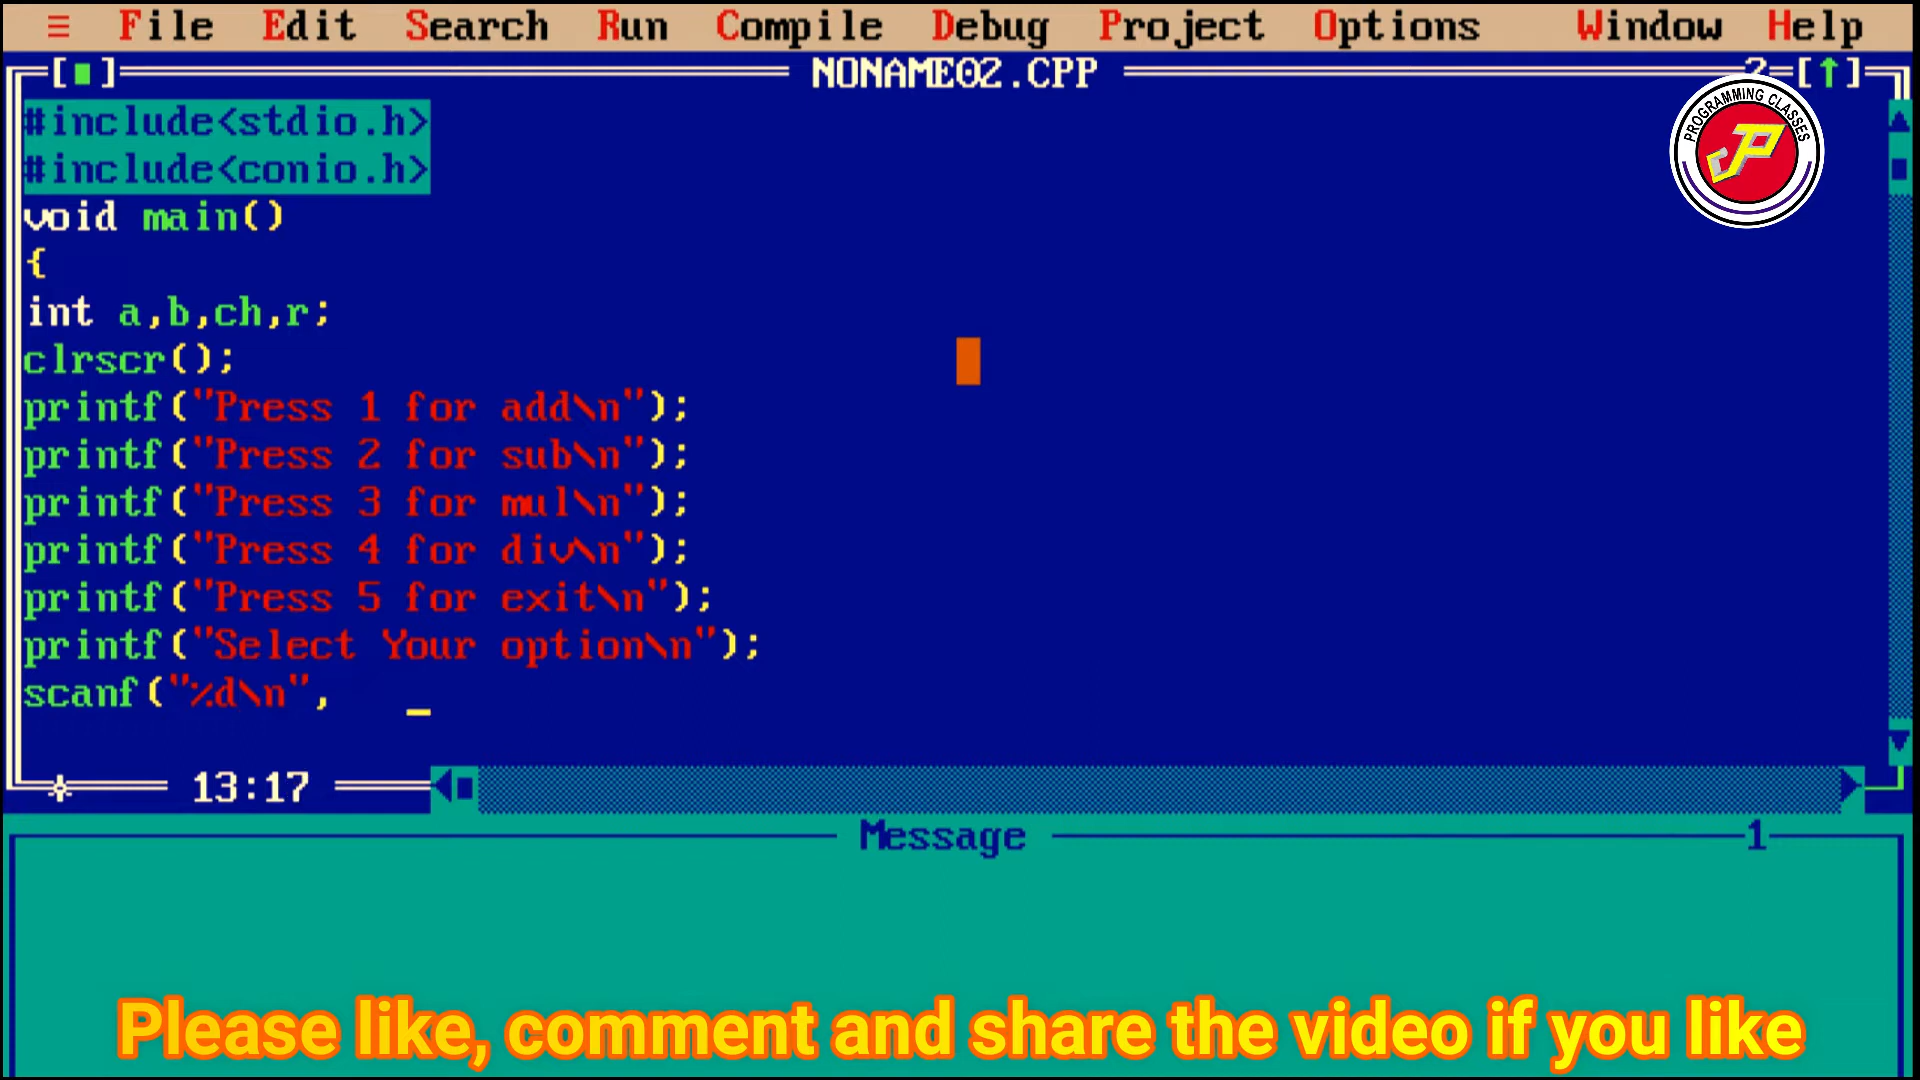 ≡ File Edit Search Run Compile Debug Project Options Window Help
[■] NONAME02.CPP 2=[↑]
PROGRAMMING CLASSES
JP
#include<stdio.h>
#include<conio.h>
void main()
{
int a,b,ch,r;
clrscr();
printf("Press 1 for add\n");
printf("Press 2 for sub\n");
printf("Press 3 for mul\n");
printf("Press 4 for div\n");
printf("Press 5 for exit\n");
printf("Select Your option\n");
scanf("%d\n", _
13:17
Message 1
Please like, comment and share the video if you like